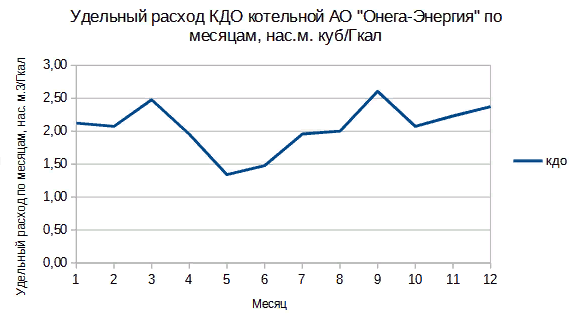 Удельный расход КДО котельной АО "Онега-Энергия" по
месяцам, нас.м. куб/Гкал
Удельный расход по месяцам, нас. м.3/Гкал
3,00
2,50
2,00
1,50
1,00
0,50
0,00
1 2 3 4 5 6 7 8 9 10 11 12
Месяц
кдо